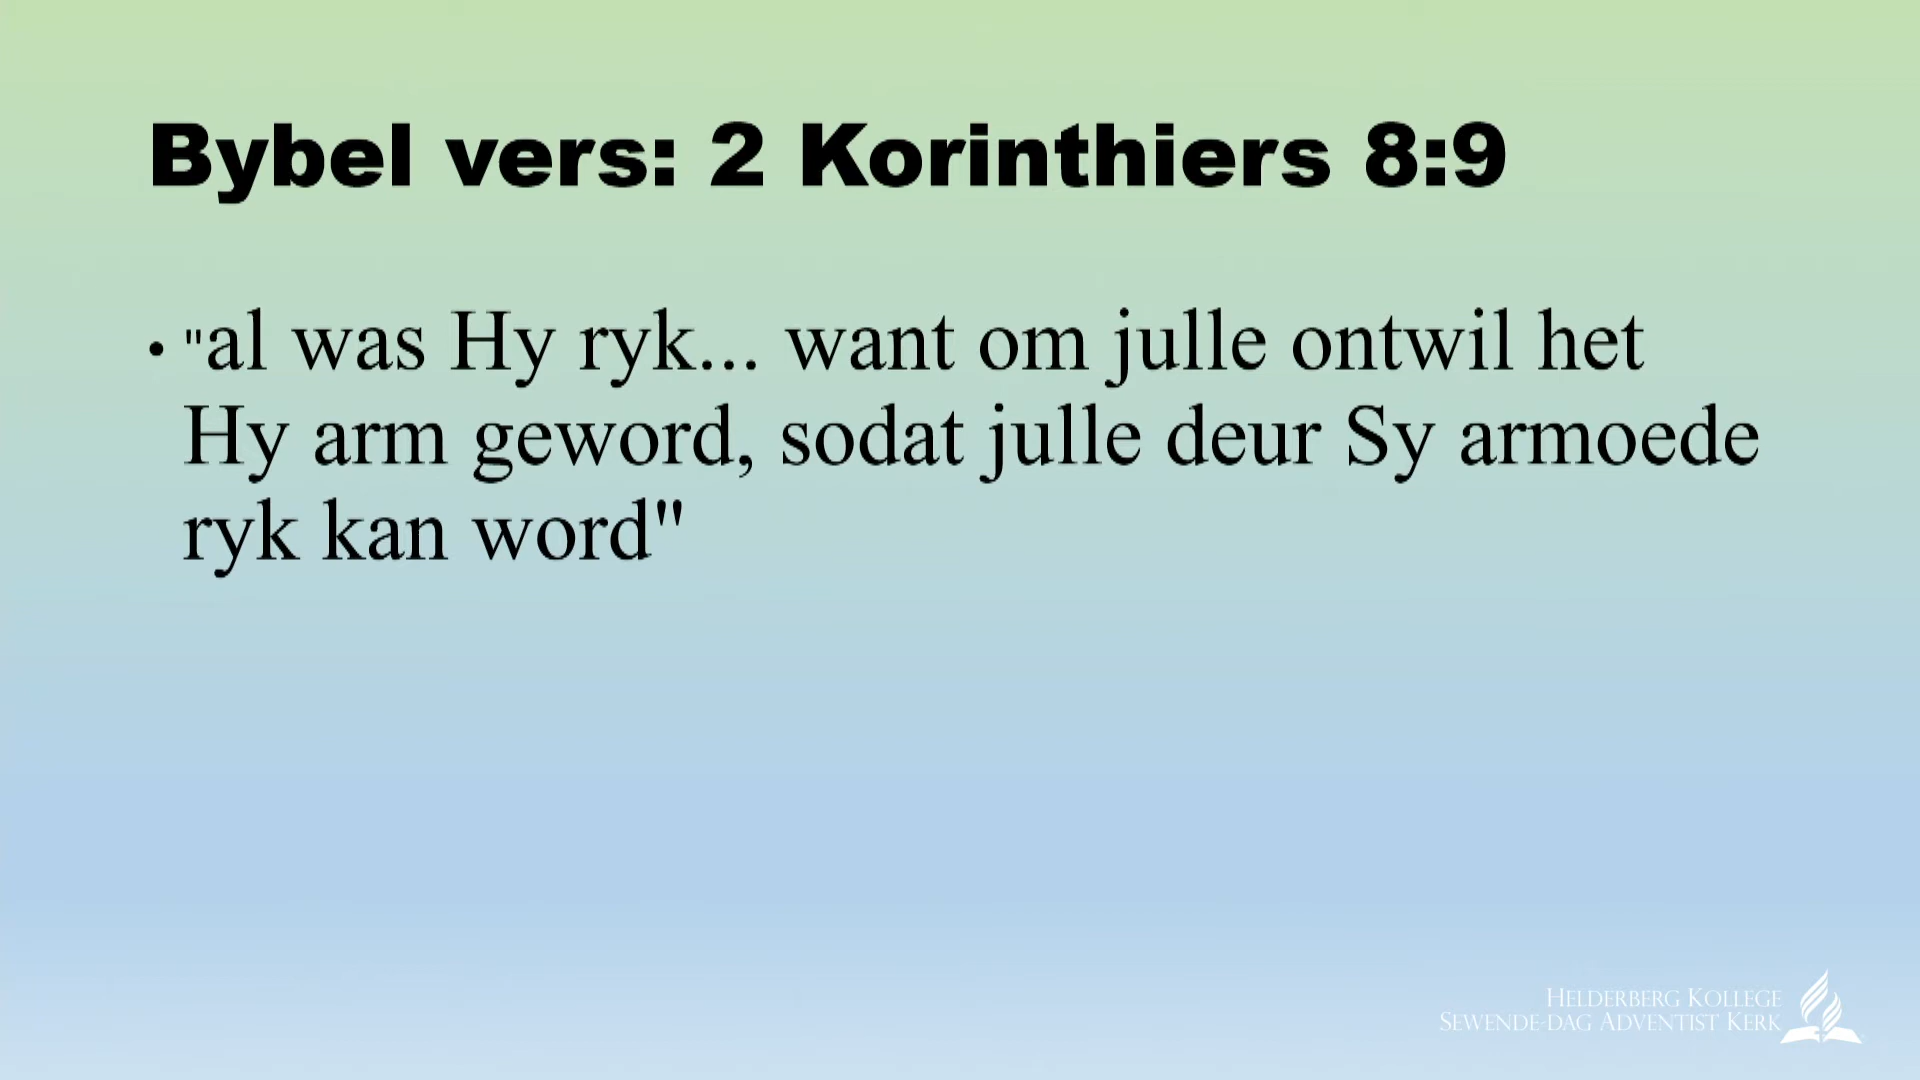 Bybel vers: 2 Korinthiers 8:9
• "al was Hy ryk... want om julle ontwil het
Hy arm geword, sodat julle deur Sy armoede
ryk kan word"
HELDERBERG KOLLEGE
SEWENDE-DAG ADVENTIST KERK